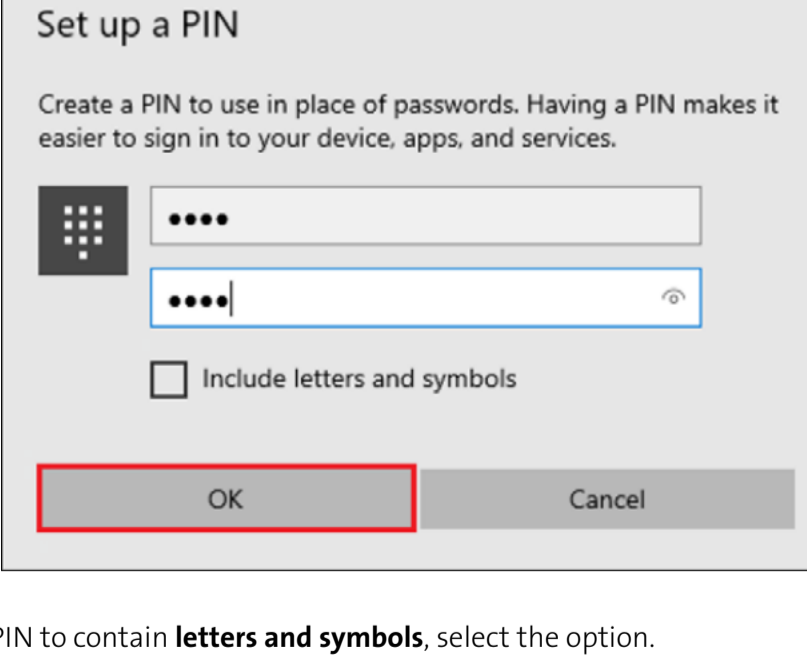 Set up a PIN
Create a PIN to use in place of passwords. Having a PIN makes it
easier to sign in to your device, apps, and services.
●●●●
●●●●
Include letters and symbols
OK
Cancel
PIN to contain letters and symbols, select the option.